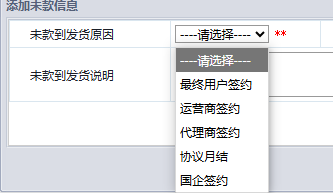 添加未款信息
未款到发货原因
----请选择---- **
----请选择----
未款到发货说明
最终用户签约
运营商签约
代理商签约
协议月结
国企签约